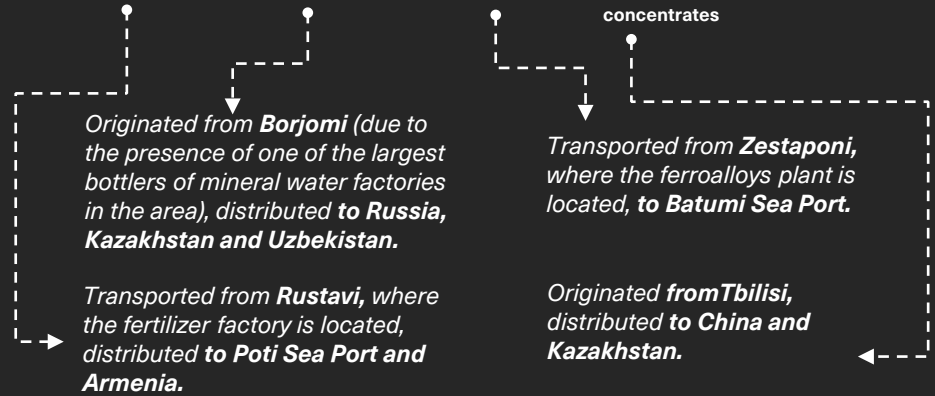 concentrates
Originated from Borjomi (due to
the presence of one of the largest
bottlers of mineral water factories
in the area), distributed to Russia,
Kazakhstan and Uzbekistan.
Transported from Rustavi, where
the fertilizer factory is located,
distributed to Poti Sea Port and
Armenia.
Transported from Zestaponi,
where the ferroalloys plant is
located, to Batumi Sea Port.
Originated fromTbilisi,
distributed to China and
Kazakhstan.